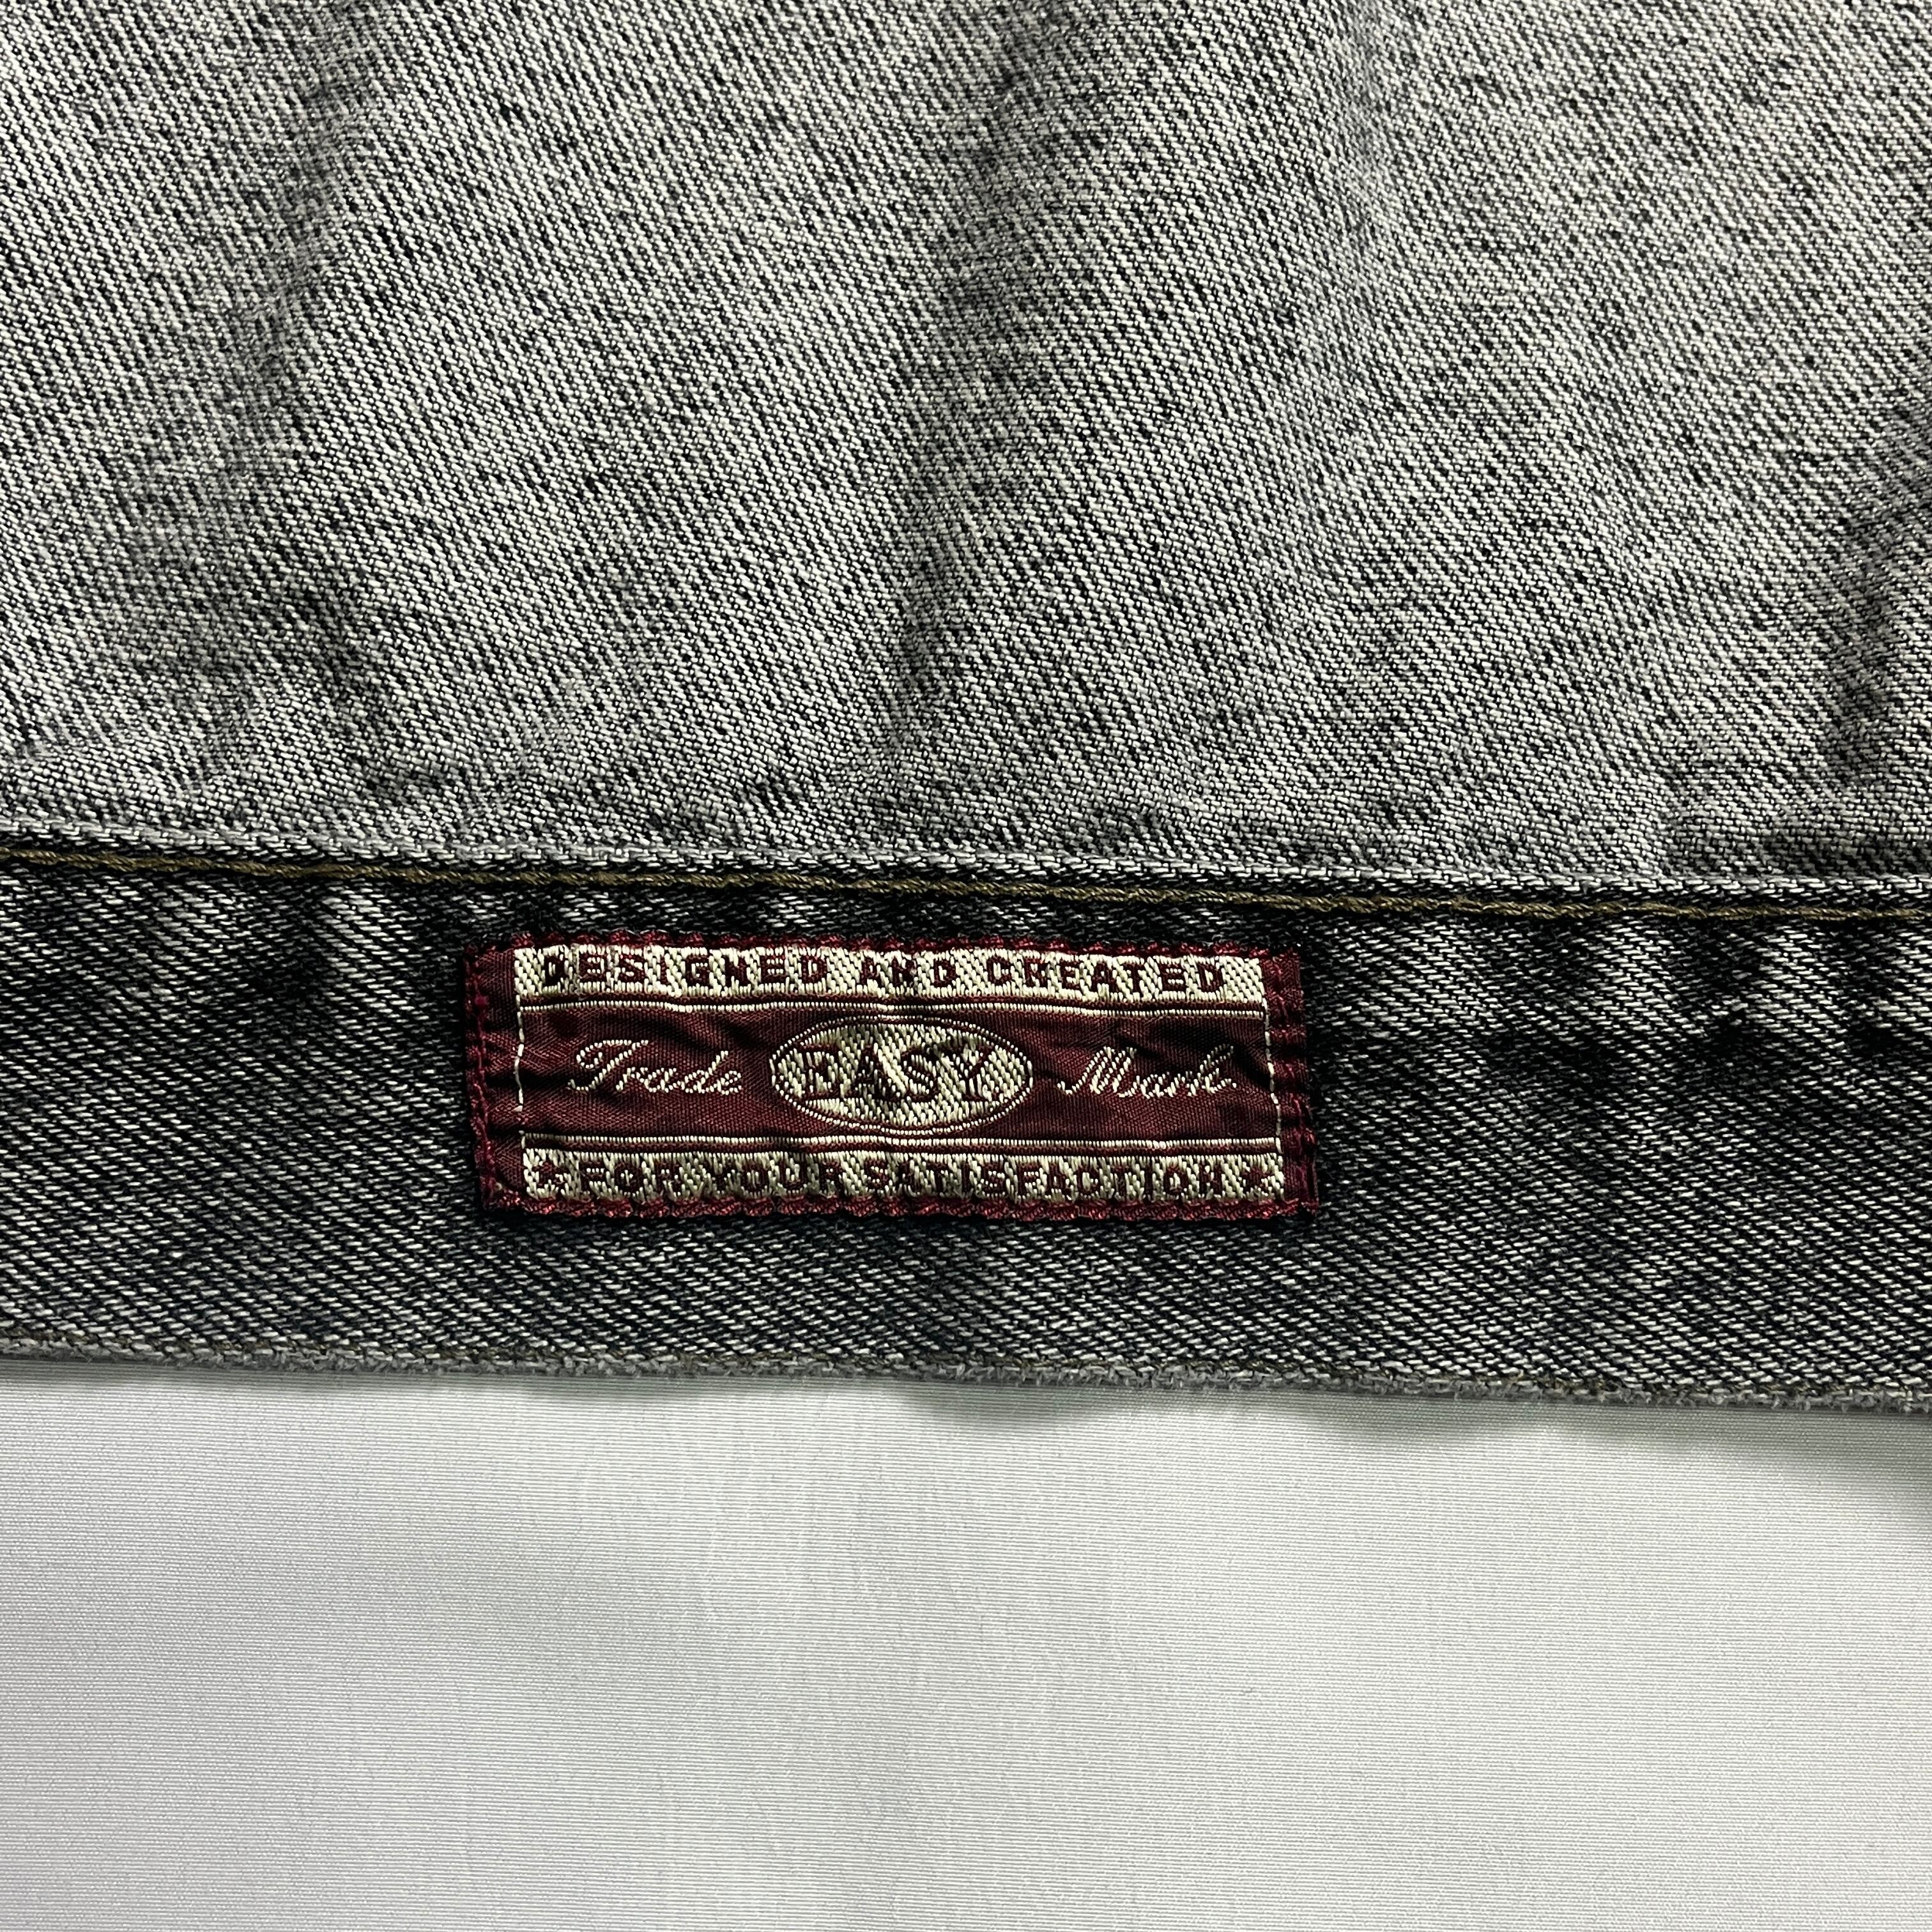 DESIGNED AND CREATED
Trade EASY Mark
★ FOR YOUR SATISFACTION ★